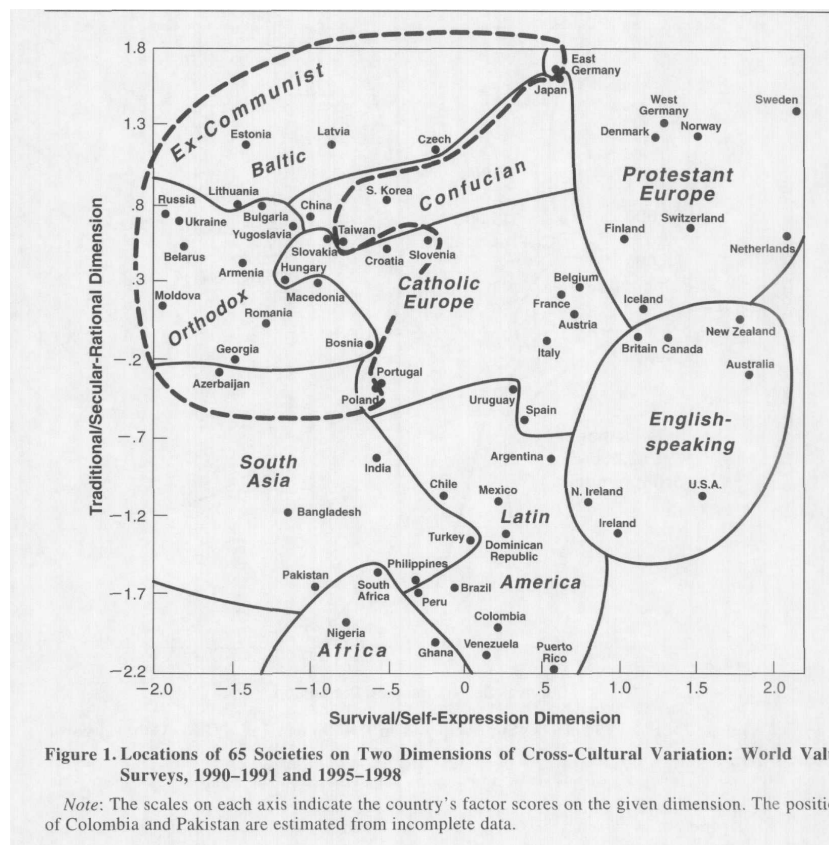 1.8
East
Germany
Japan
Ex-Communist
West
Germany
Sweden
1.3
Estonia
Latvia
Czech
Denmark
Norway
Baltic
Confucian
Protestant
Europe
S. Korea
.8
Russia
Lithuania
China
Bulgaria
Ukraine
Yugoslavia
Taiwan
Switzerland
Finland
Slovakia
Croatia
Slovenia
Netherlands
Belarus
Armenia
Hungary
.3
Macedonia
Catholic
Europe
Belgium
France
Austria
Iceland
Moldova
Orthodox
Romania
New Zealand
Bosnia
Italy
Britain
Canada
Georgia
−.2
Azerbaijan
Portugal
Poland
Australia
Uruguay
Spain
English-
speaking
−.7
South
Asia
India
Argentina
U.S.A.
Chile
Mexico
N. Ireland
Bangladesh
Latin
−1.2
Turkey
Dominican
Republic
Ireland
Pakistan
South
Africa
Philippines
America
−1.7
Peru
Brazil
Nigeria
Africa
Colombia
Ghana
Venezuela
Puerto
Rico
−2.2
−2.0
−1.5
−1.0
−.5
0
.5
1.0
1.5
2.0
Traditional/Secular-Rational Dimension
Survival/Self-Expression Dimension
Figure 1. Locations of 65 Societies on Two Dimensions of Cross-Cultural Variation: World Valu
Surveys, 1990–1991 and 1995–1998
Note: The scales on each axis indicate the country's factor scores on the given dimension. The positio
of Colombia and Pakistan are estimated from incomplete data.